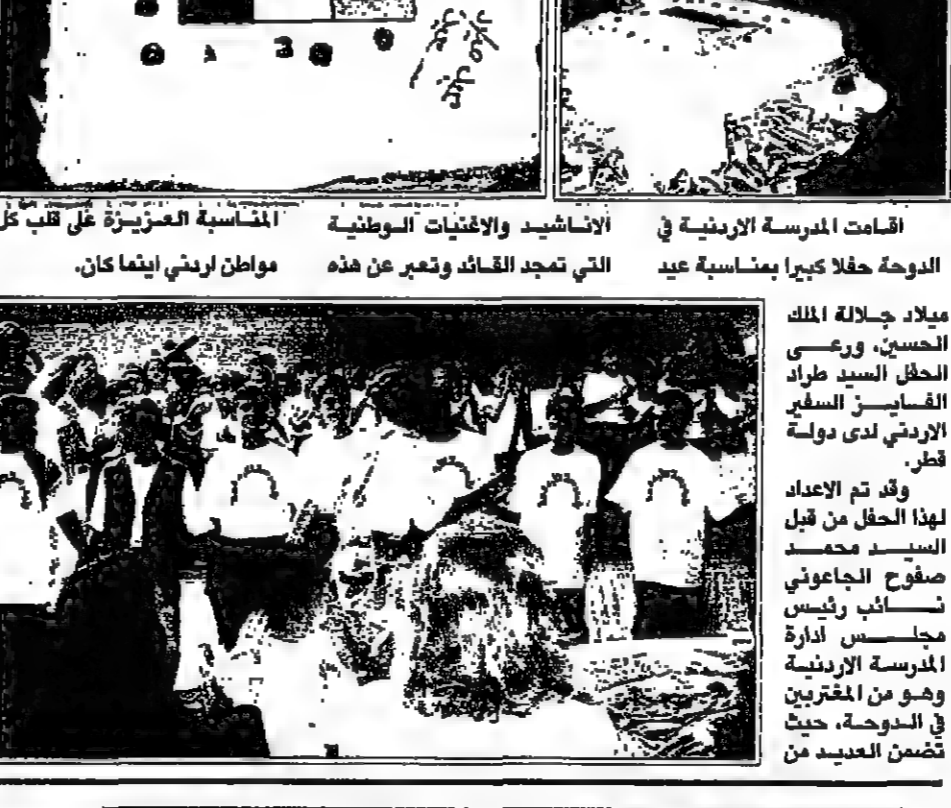 اقامت المدرسة الاردنية في
الدوحة حفلا كبيرا بمناسبة عيد
ميلاد جلالة الملك
الحسين، ورعى
الحفل السيد طراد
الفايز السفير
الاردني لدى دولة
قطر.
وقد تم الاعداد
لهذا الحفل من قبل
السيد محمد
صفوح الجاعوني
نائب رئيس
مجلس ادارة
المدرسة الاردنية
وهو من المغتربين
في الدوحة، حيث
تضمن العديد من
الاناشيد والاغنيات الوطنية
التي تمجد القائد وتعبر عن هذه
المناسبة العزيزة على قلب كل
مواطن اردني اينما كان.